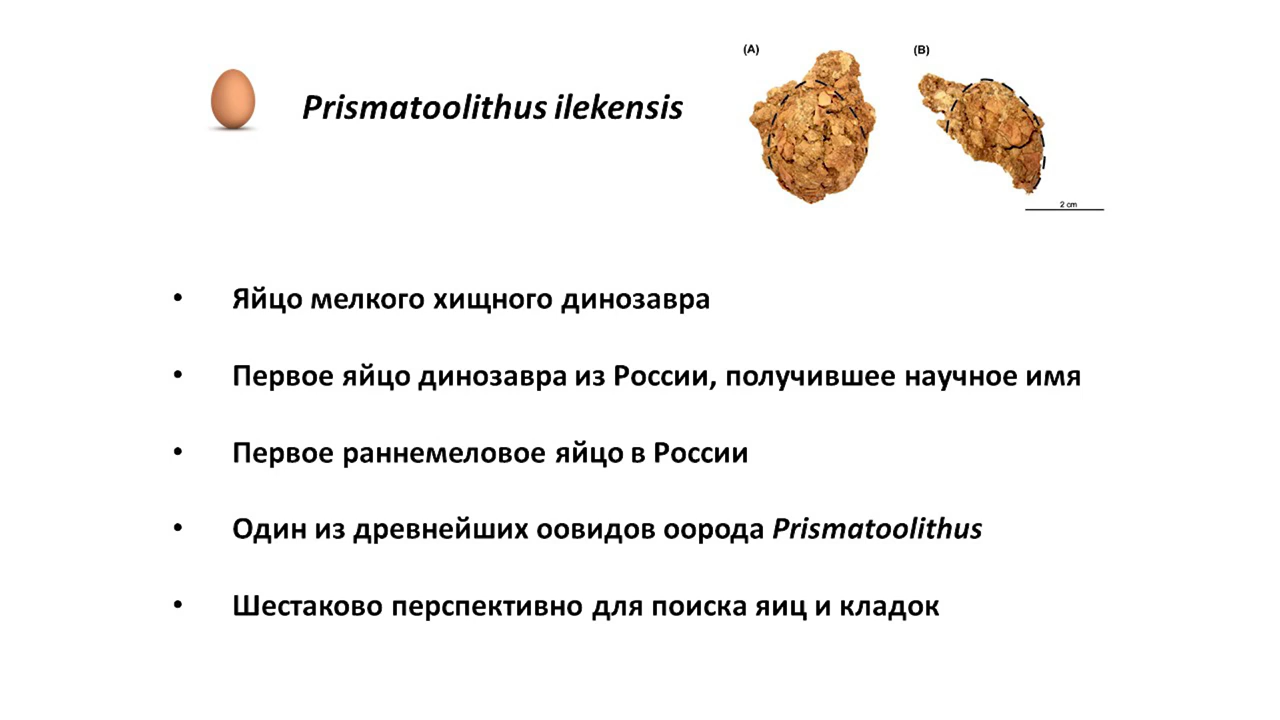 (A)
(B)
Prismatoolithus ilekensis
2 cm
• Яйцо мелкого хищного динозавра
• Первое яйцо динозавра из России, получившее научное имя
• Первое раннемеловое яйцо в России
• Один из древнейших оовидов оорода Prismatoolithus
• Шестаково перспективно для поиска яиц и кладок